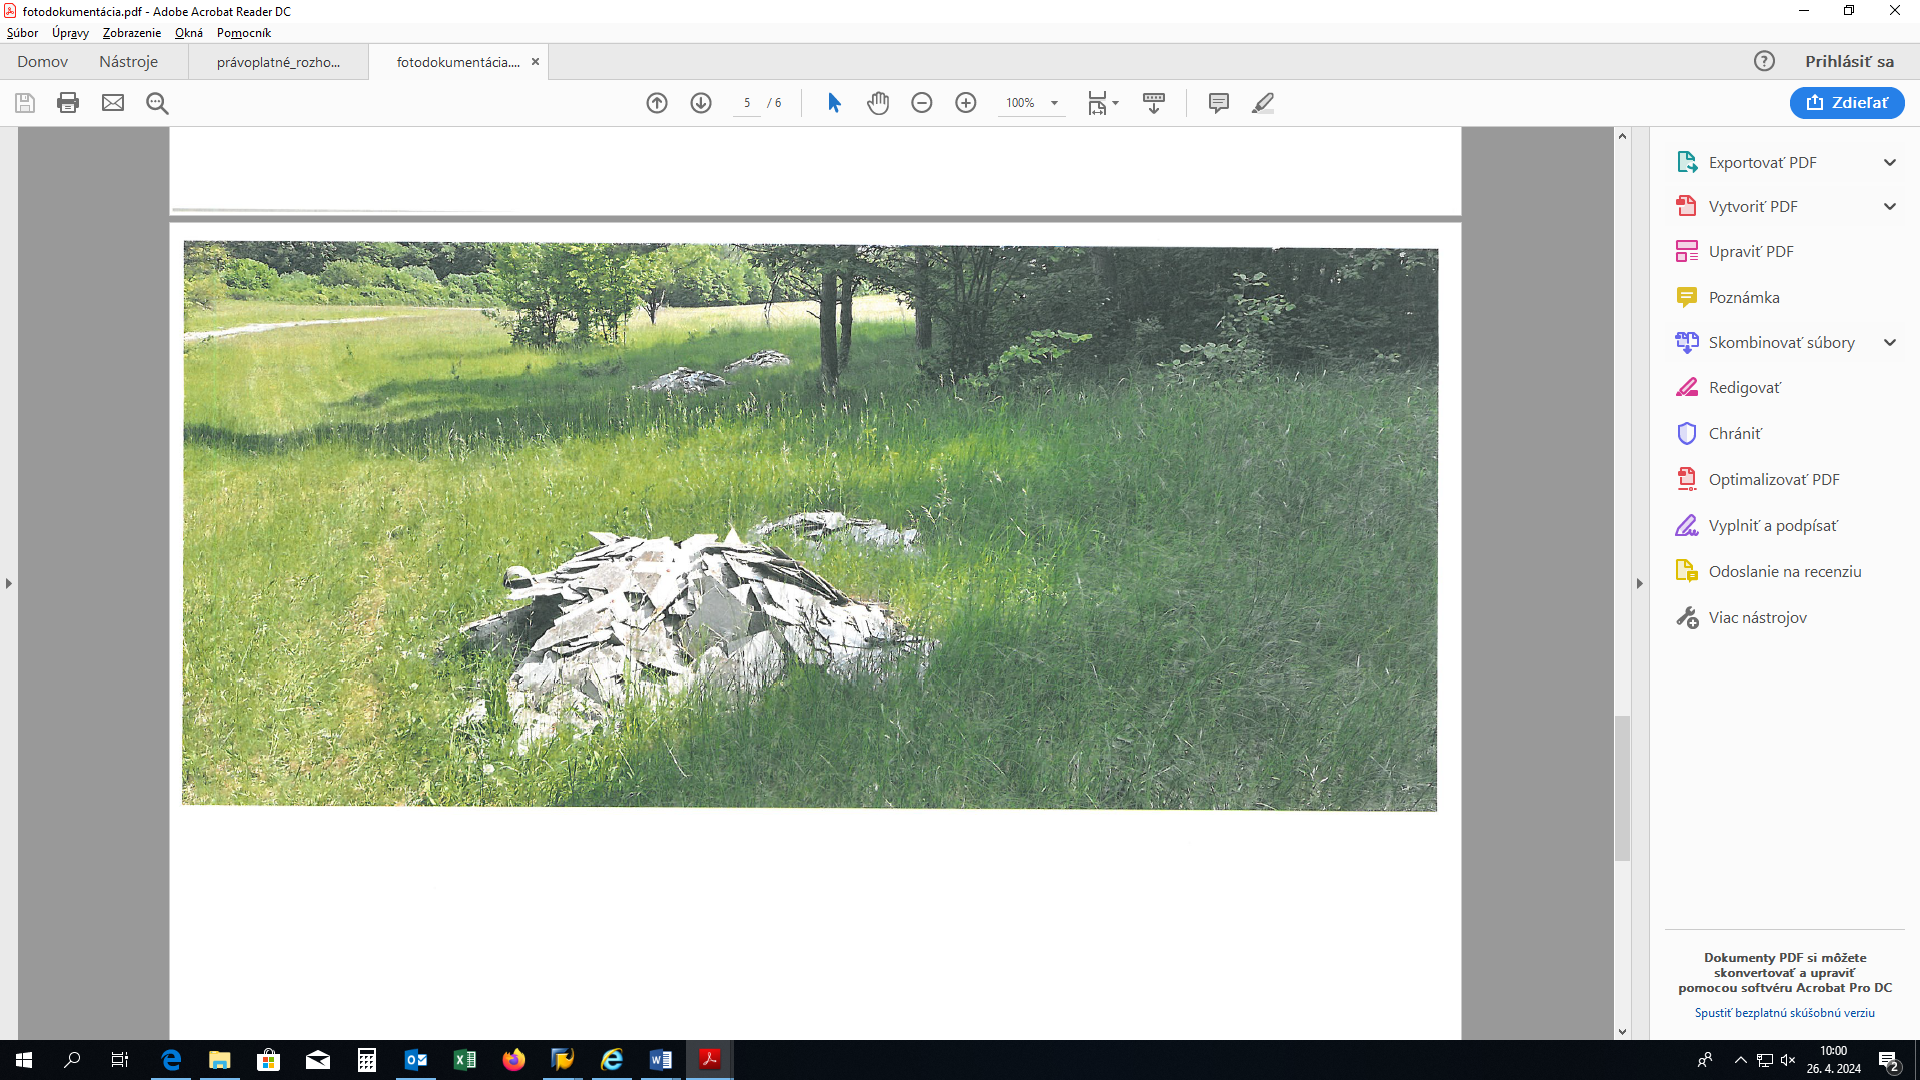 fotodokumentácia.pdf - Adobe Acrobat Reader DC
Súbor Úpravy Zobrazenie Okná Pomocník
Domov Nástroje právoplatné_rozho... fotodokumentácia....
Prihlásiť sa
5 / 6
100%
Zdieľať
Exportovať PDF
Vytvoriť PDF
Upraviť PDF
Poznámka
Skombinovať súbory
Redigovať
Chrániť
Optimalizovať PDF
Vyplniť a podpísať
Odoslanie na recenziu
Viac nástrojov
Dokumenty PDF si môžete
skonvertovať a upraviť
pomocou softvéru Acrobat Pro DC
Spustiť bezplatnú skúšobnú verziu
10:00
26. 4. 2024
2